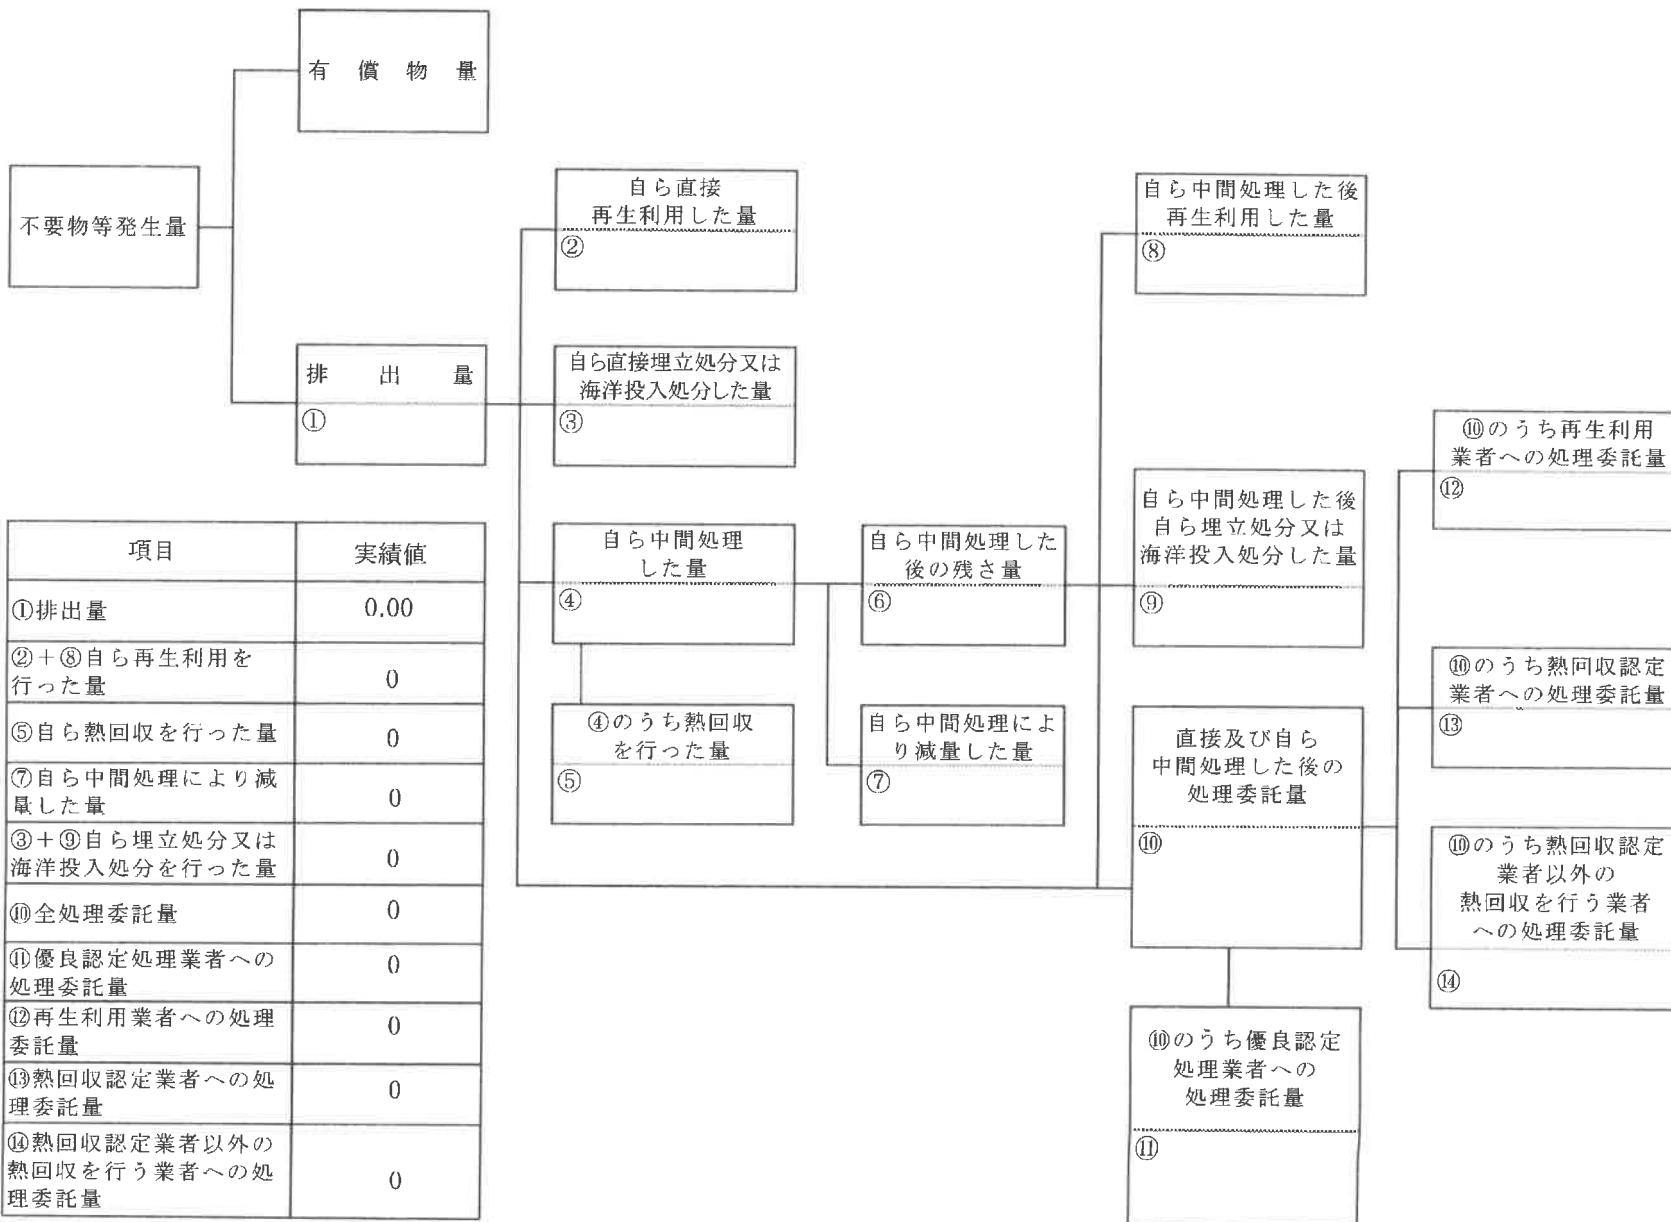 有償物量
不要物等発生量
排出量
①
自ら直接
再生利用した量
②
自ら直接埋立処分又は
海洋投入処分した量
③
自ら中間処理
した量
④
④のうち熱回収
を行った量
⑤
自ら中間処理した
後の残さ量
⑥
自ら中間処理によ
り減量した量
⑦
自ら中間処理した後
再生利用した量
⑧
自ら中間処理した後
自ら埋立処分又は
海洋投入処分した量
⑨
直接及び自ら
中間処理した後の
処理委託量
⑩
⑩のうち優良認定
処理業者への
処理委託量
⑪
⑩のうち再生利用
業者への処理委託量
⑫
⑩のうち熱回収認定
業者への処理委託量
⑬
⑩のうち熱回収認定
業者以外の
熱回収を行う業者
への処理委託量
⑭
項目 実績値
①排出量 0.00
②+⑧自ら再生利用を
行った量 0
⑤自ら熱回収を行った量 0
⑦自ら中間処理により減
量した量 0
③+⑨自ら埋立処分又は
海洋投入処分を行った量 0
⑩全処理委託量 0
⑪優良認定処理業者への
処理委託量 0
⑫再生利用業者への処理
委託量 0
⑬熱回収認定業者への処
理委託量 0
⑭熱回収認定業者以外の
熱回収を行う業者への処
理委託量 0